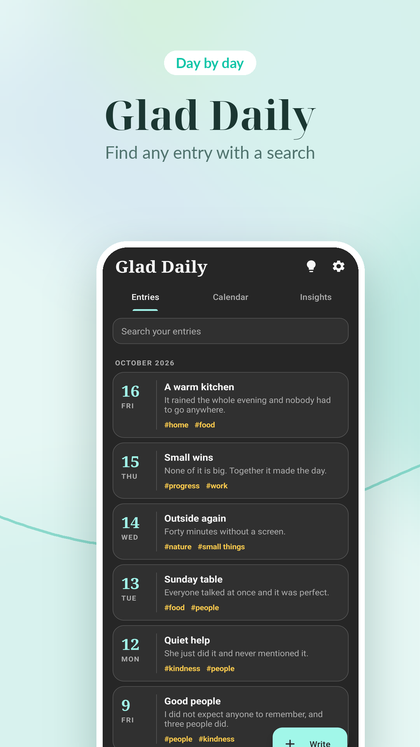 Day by day
Glad Daily
Find any entry with a search
Glad Daily
Entries
Calendar
Insights
Search your entries
OCTOBER 2026
16
FRI
A warm kitchen
It rained the whole evening and nobody had
to go anywhere.
#home #food
15
THU
Small wins
None of it is big. Together it made the day.
#progress #work
14
WED
Outside again
Forty minutes without a screen.
#nature #small things
13
TUE
Sunday table
Everyone talked at once and it was perfect.
#food #people
12
MON
Quiet help
She just did it and never mentioned it.
#kindness #people
9
FRI
Good people
I did not expect anyone to remember, and
three people did.
#people #kindness
+ Write